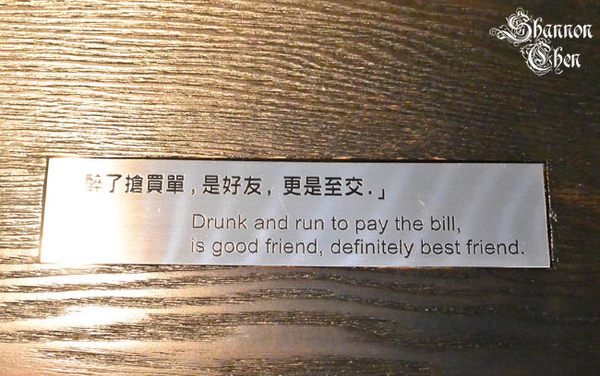 Shannon
Chen
醉了搶買單，是好友，更是至交.」
Drunk and run to pay the bill,
is good friend, definitely best friend.